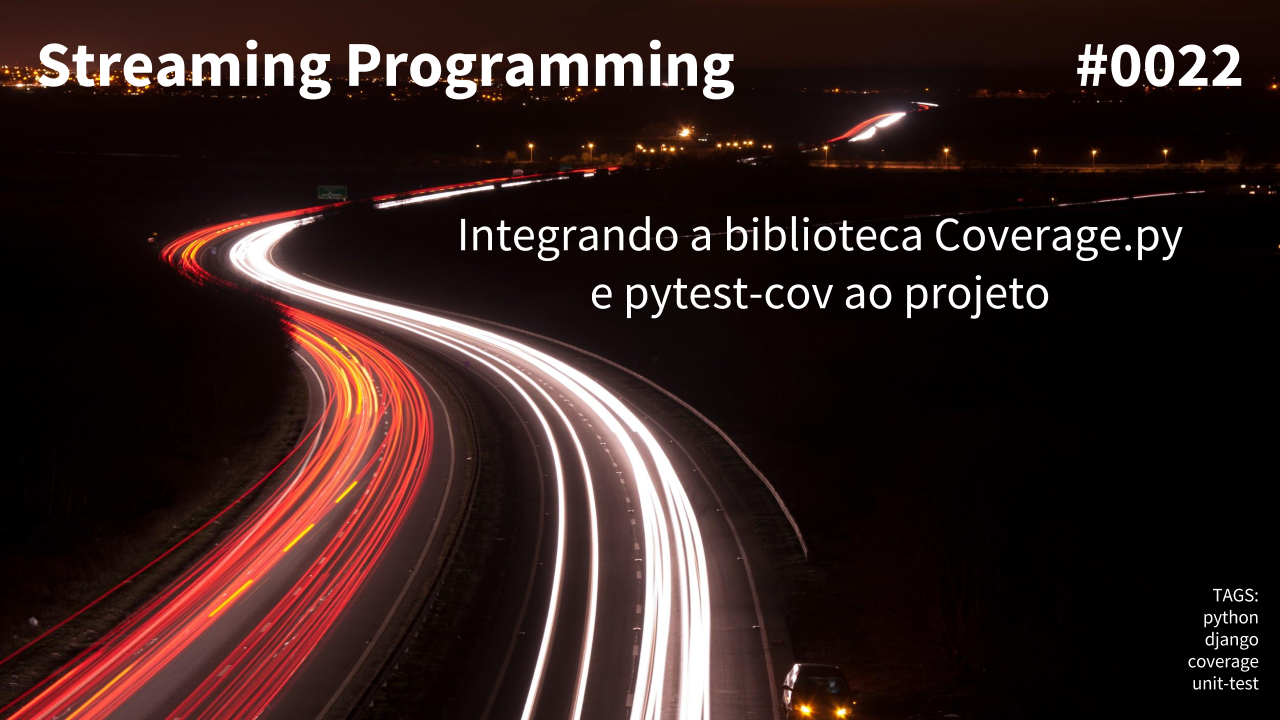 Streaming Programming
#0022
Integrando a biblioteca Coverage.py
e pytest-cov ao projeto
TAGS:
python
django
coverage
unit-test